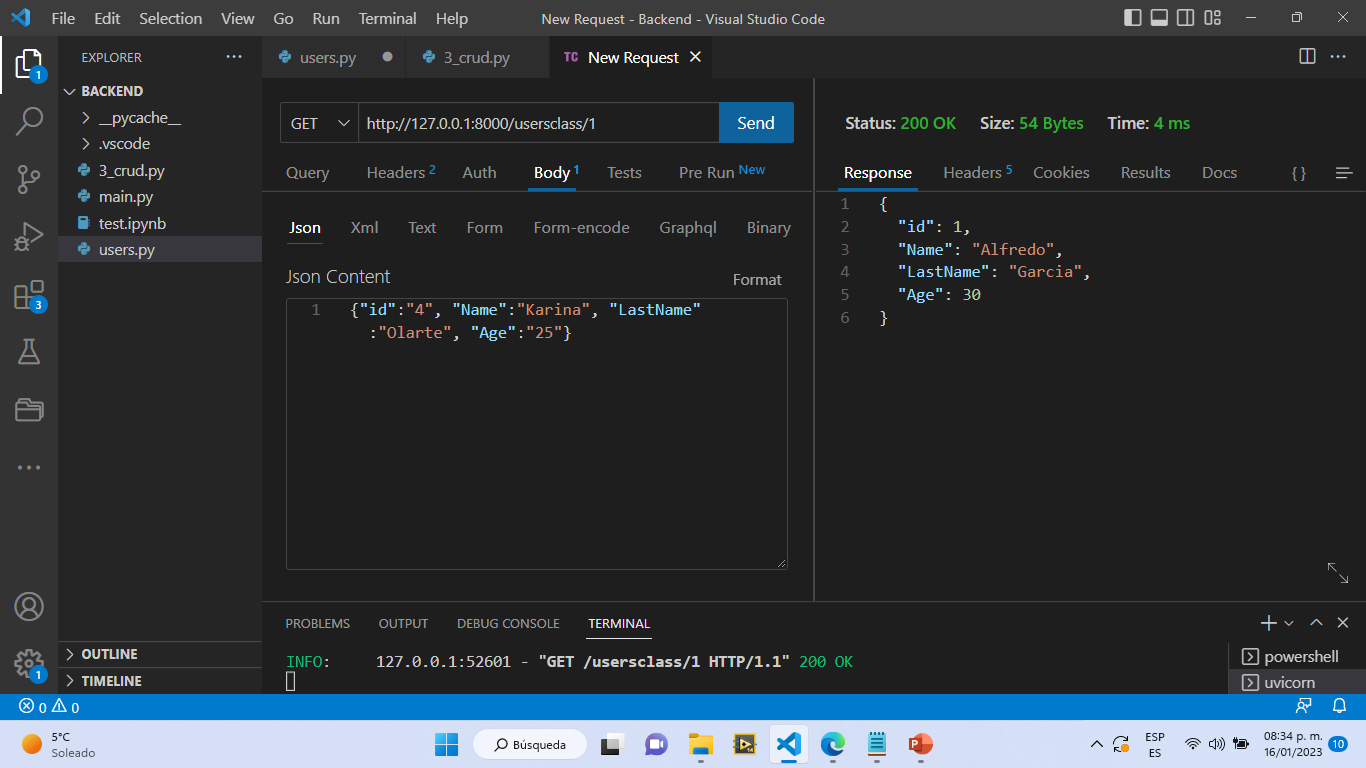 File Edit Selection View Go Run Terminal Help New Request - Backend - Visual Studio Code
EXPLORER
users.py 3_crud.py TC New Request
1
BACKEND
__pycache__
.vscode
3_crud.py
main.py
test.ipynb
users.py
3
OUTLINE
TIMELINE
1
GET http://127.0.0.1:8000/usersclass/1 Send
Query Headers 2 Auth Body 1 Tests Pre Run New
Json Xml Text Form Form-encode Graphql Binary
Json Content Format
1 {"id":"4", "Name":"Karina", "LastName"
:"Olarte", "Age":"25"}
Status: 200 OK Size: 54 Bytes Time: 4 ms
Response Headers 5 Cookies Results Docs { }
1 {
2 "id": 1,
3 "Name": "Alfredo",
4 "LastName": "Garcia",
5 "Age": 30
6 }
PROBLEMS OUTPUT DEBUG CONSOLE TERMINAL
INFO: 127.0.0.1:52601 - "GET /usersclass/1 HTTP/1.1" 200 OK
powershell
uvicorn
0 0
5°C
Soleado
Búsqueda
14
ESP
ES
08:34 p. m.
16/01/2023
10